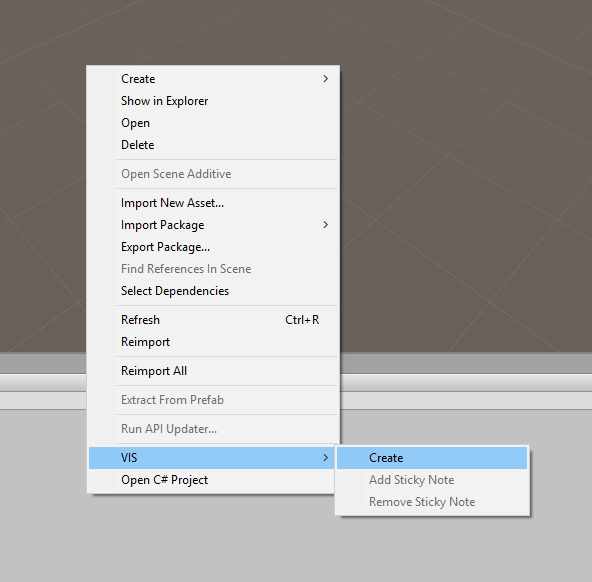 Create
Show in Explorer
Open
Delete
Open Scene Additive
Import New Asset...
Import Package
Export Package...
Find References In Scene
Select Dependencies
Refresh Ctrl+R
Reimport
Reimport All
Extract From Prefab
Run API Updater...
VIS
Open C# Project
Create
Add Sticky Note
Remove Sticky Note